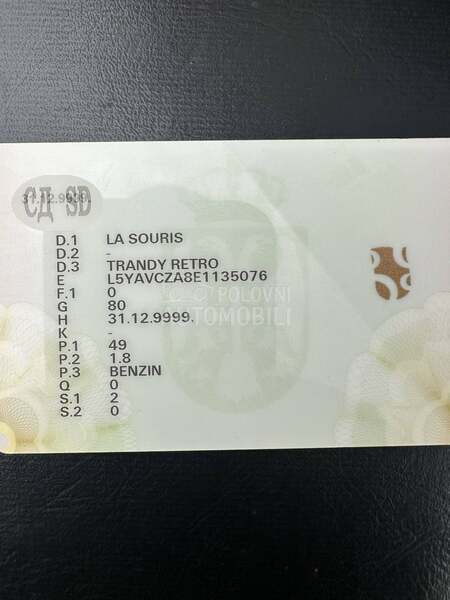 СД SD
31.12.9999.
D.1 LA SOURIS
D.2 -
D.3 TRANDY RETRO
E L5YAVCZA8E1135076
F.1 0
G 80
H 31.12.9999.
K -
P.1 49
P.2 1.8
P.3 BENZIN
Q 0
S.1 2
S.2 0
POLOVNI
AUTOMOBILI